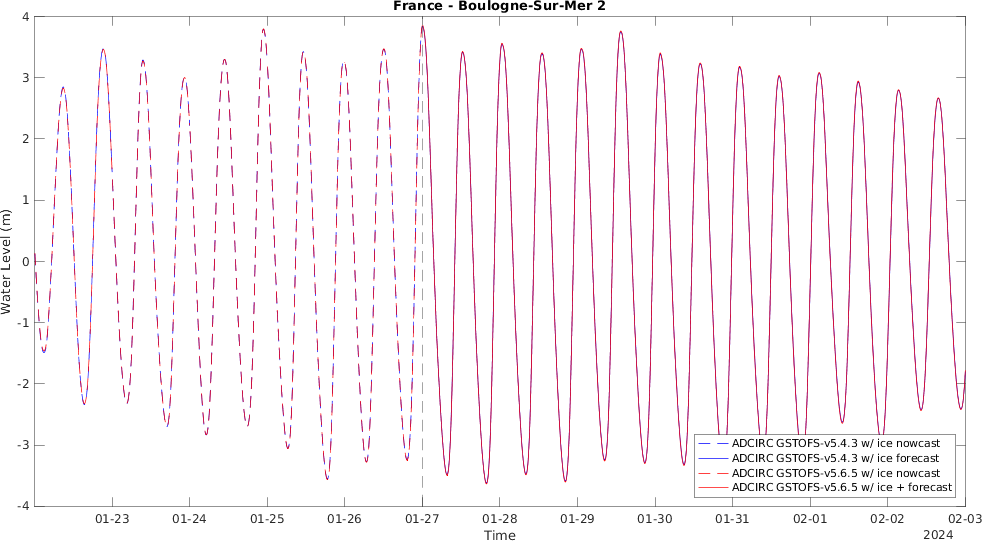 France - Boulogne-Sur-Mer 2
4
3
2
1
0
-1
-2
-3
-4
Water Level (m)
ADCIRC GSTOFS-v5.4.3 w/ ice nowcast
ADCIRC GSTOFS-v5.4.3 w/ ice forecast
ADCIRC GSTOFS-v5.6.5 w/ ice nowcast
ADCIRC GSTOFS-v5.6.5 w/ ice + forecast
01-23 01-24 01-25 01-26 01-27 01-28 01-29 01-30 01-31 02-01 02-02 02-03
Time
2024